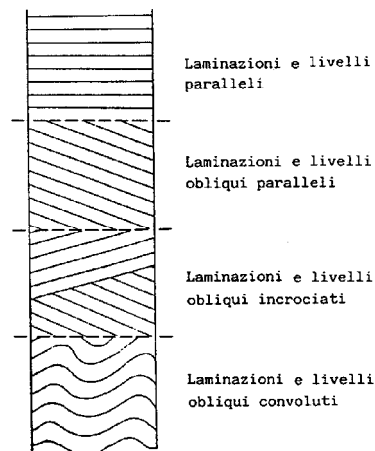 Laminazioni e livelli
paralleli
Laminazioni e livelli
obliqui paralleli
Laminazioni e livelli
obliqui incrociati
Laminazioni e livelli
obliqui convoluti